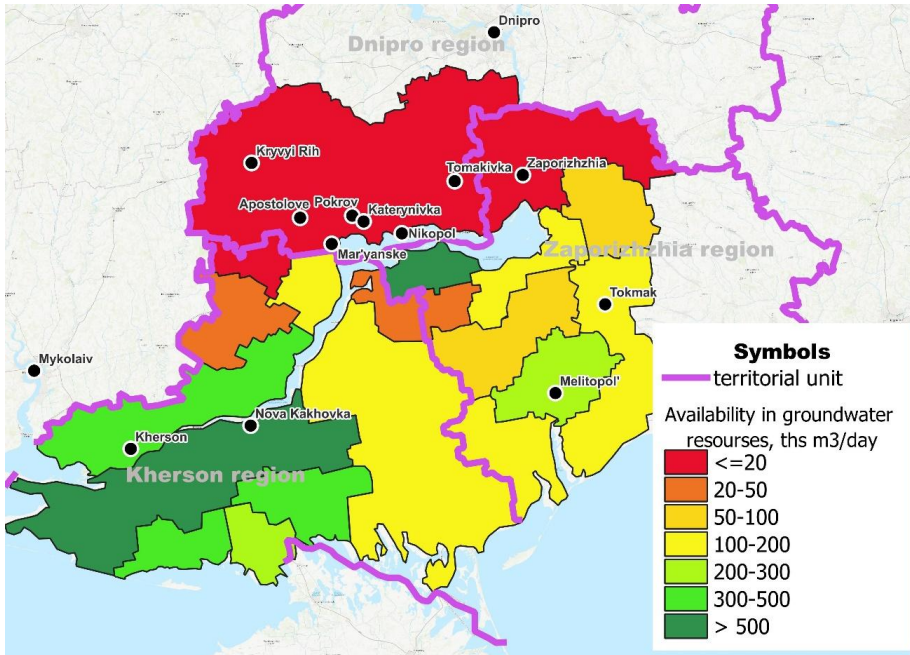 Dnipro
Dnipro region
Kryvyi Rih
Tomakivka
Zaporizhzhia
Apostolove
Pokrov
Katerynivka
Nikopol
Mar'yanske
Zaporizhzhia region
Tokmak
Mykolaiv
Melitopol'
Nova Kakhovka
Kherson
Kherson region
Symbols
territorial unit
Availability in groundwater
resourses, ths m3/day
<=20
20-50
50-100
100-200
200-300
300-500
> 500